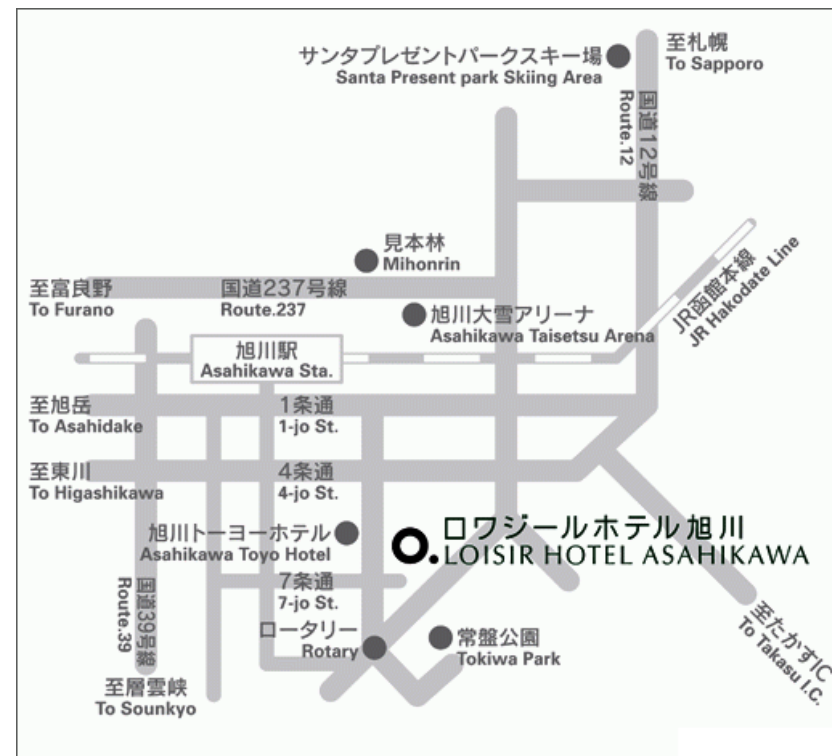 サンタプレゼントパークスキー場
Santa Present park Skiing Area
至札幌
To Sapporo
国道12号線
Route.12
見本林
Mihonrin
至富良野
To Furano
国道237号線
Route.237
旭川大雪アリーナ
Asahikawa Taisetsu Arena
JR函館本線
JR Hakodate Line
旭川駅
Asahikawa Sta.
至旭岳
To Asahidake
1条通
1-jo St.
至東川
To Higashikawa
4条通
4-jo St.
旭川トーヨーホテル
Asahikawa Toyo Hotel
ロワジールホテル旭川
LOISIR HOTEL ASAHIKAWA
国道39号線
Route.39
7条通
7-jo St.
ロータリー
Rotary
常盤公園
Tokiwa Park
至たかすIC
To Takasu I.C.
至層雲峡
To Sounkyo